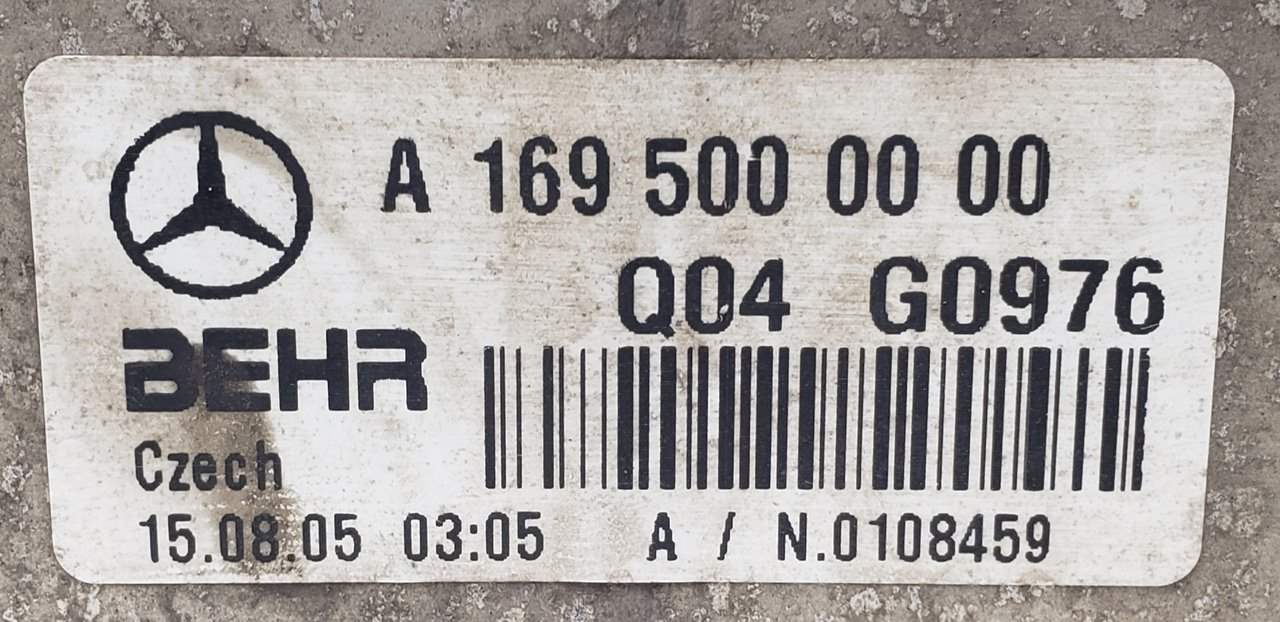 A 169 500 00 00
Q04 G0976
BEHR
Czech
15.08.05 03:05 A / N.0108459